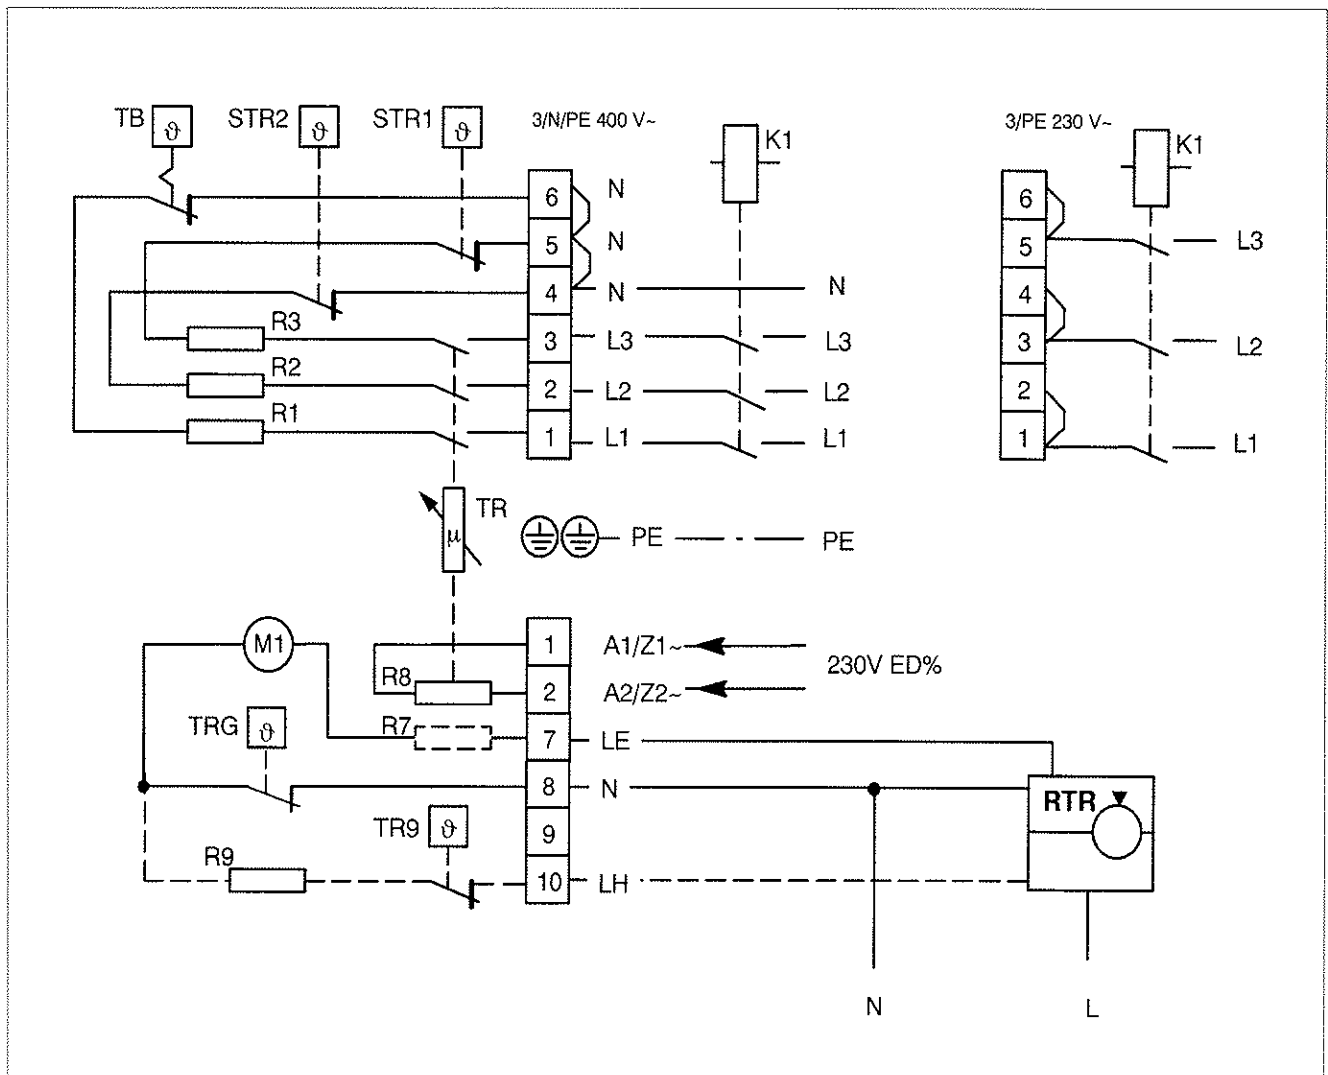 TB ϑ STR2 ϑ STR1 ϑ 3/N/PE 400 V~ K1 3/PE 230 V~ K1
6 N 6
5 N 5 L3
4 N N 4
R3 3 L3 L3 3 L2
R2 2 L2 L2 2
R1 1 L1 L1 1 L1
TR
μ PE PE
M1 1 A1/Z1~ 230V ED%
R8 2 A2/Z2~
TRG ϑ R7 7 LE
8 N RTR
TR9 ϑ 9
R9 10 LH
N L